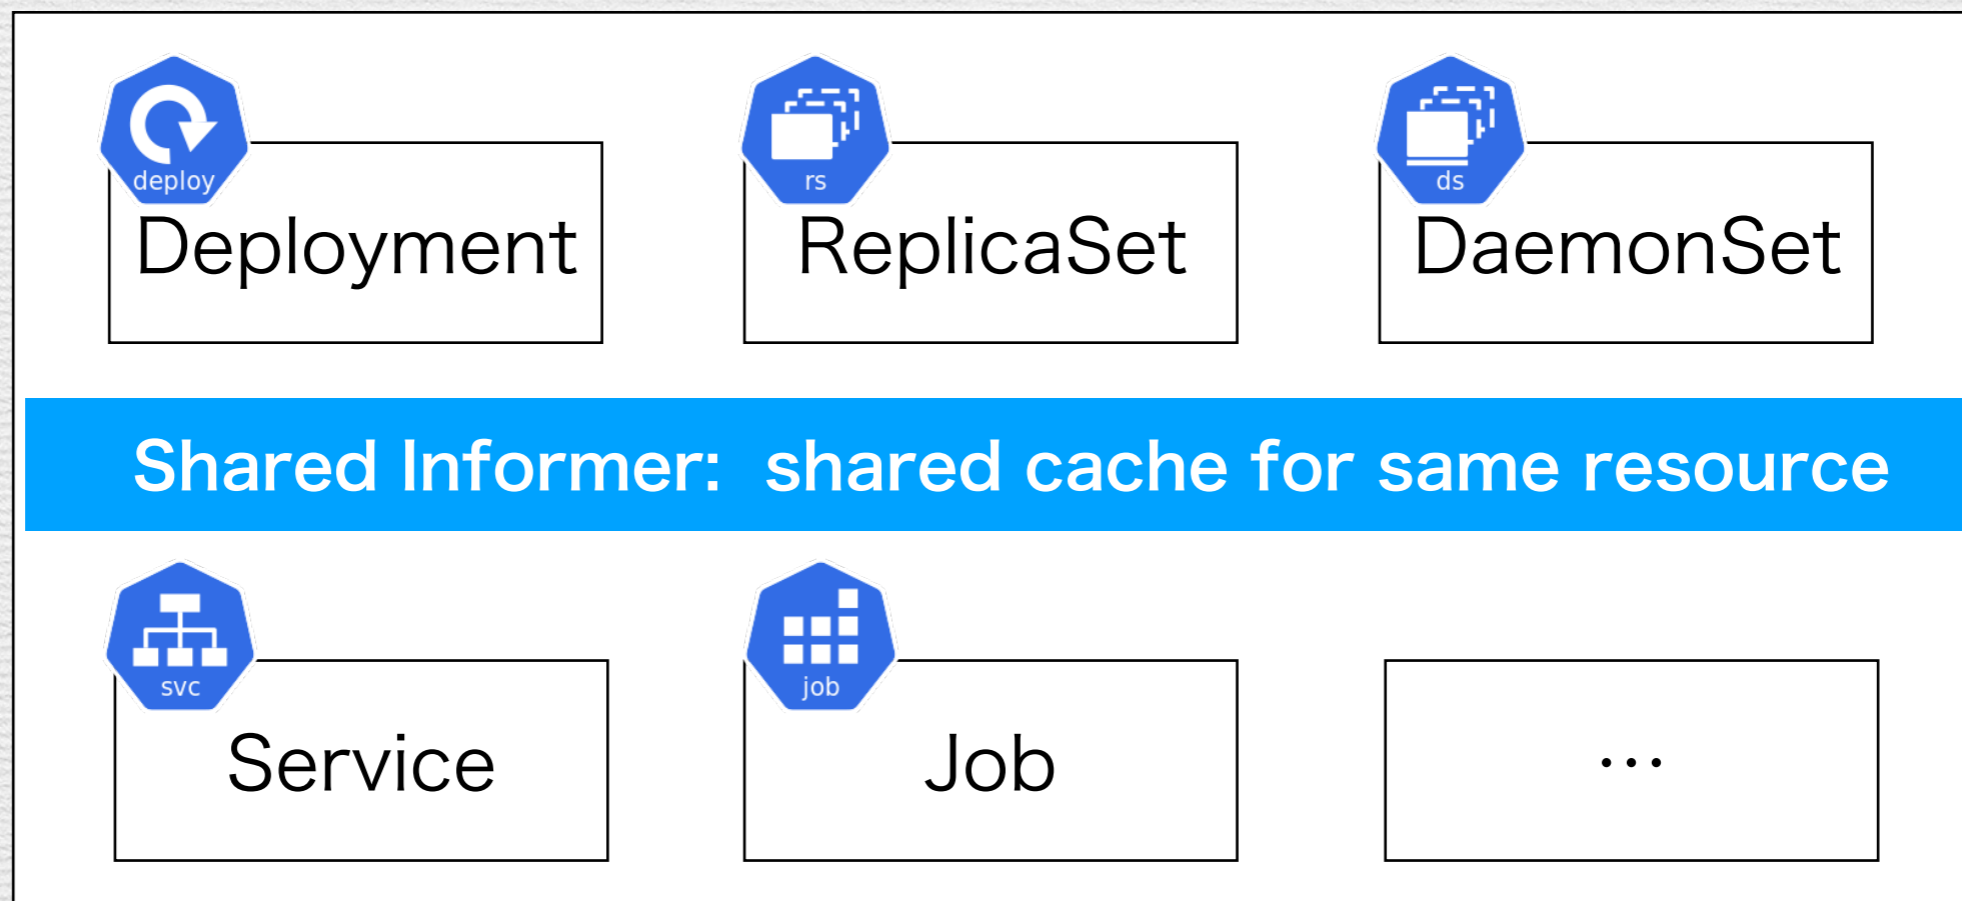 deploy
Deployment
rs
ReplicaSet
ds
DaemonSet
Shared Informer: shared cache for same resource
svc
Service
job
Job
...